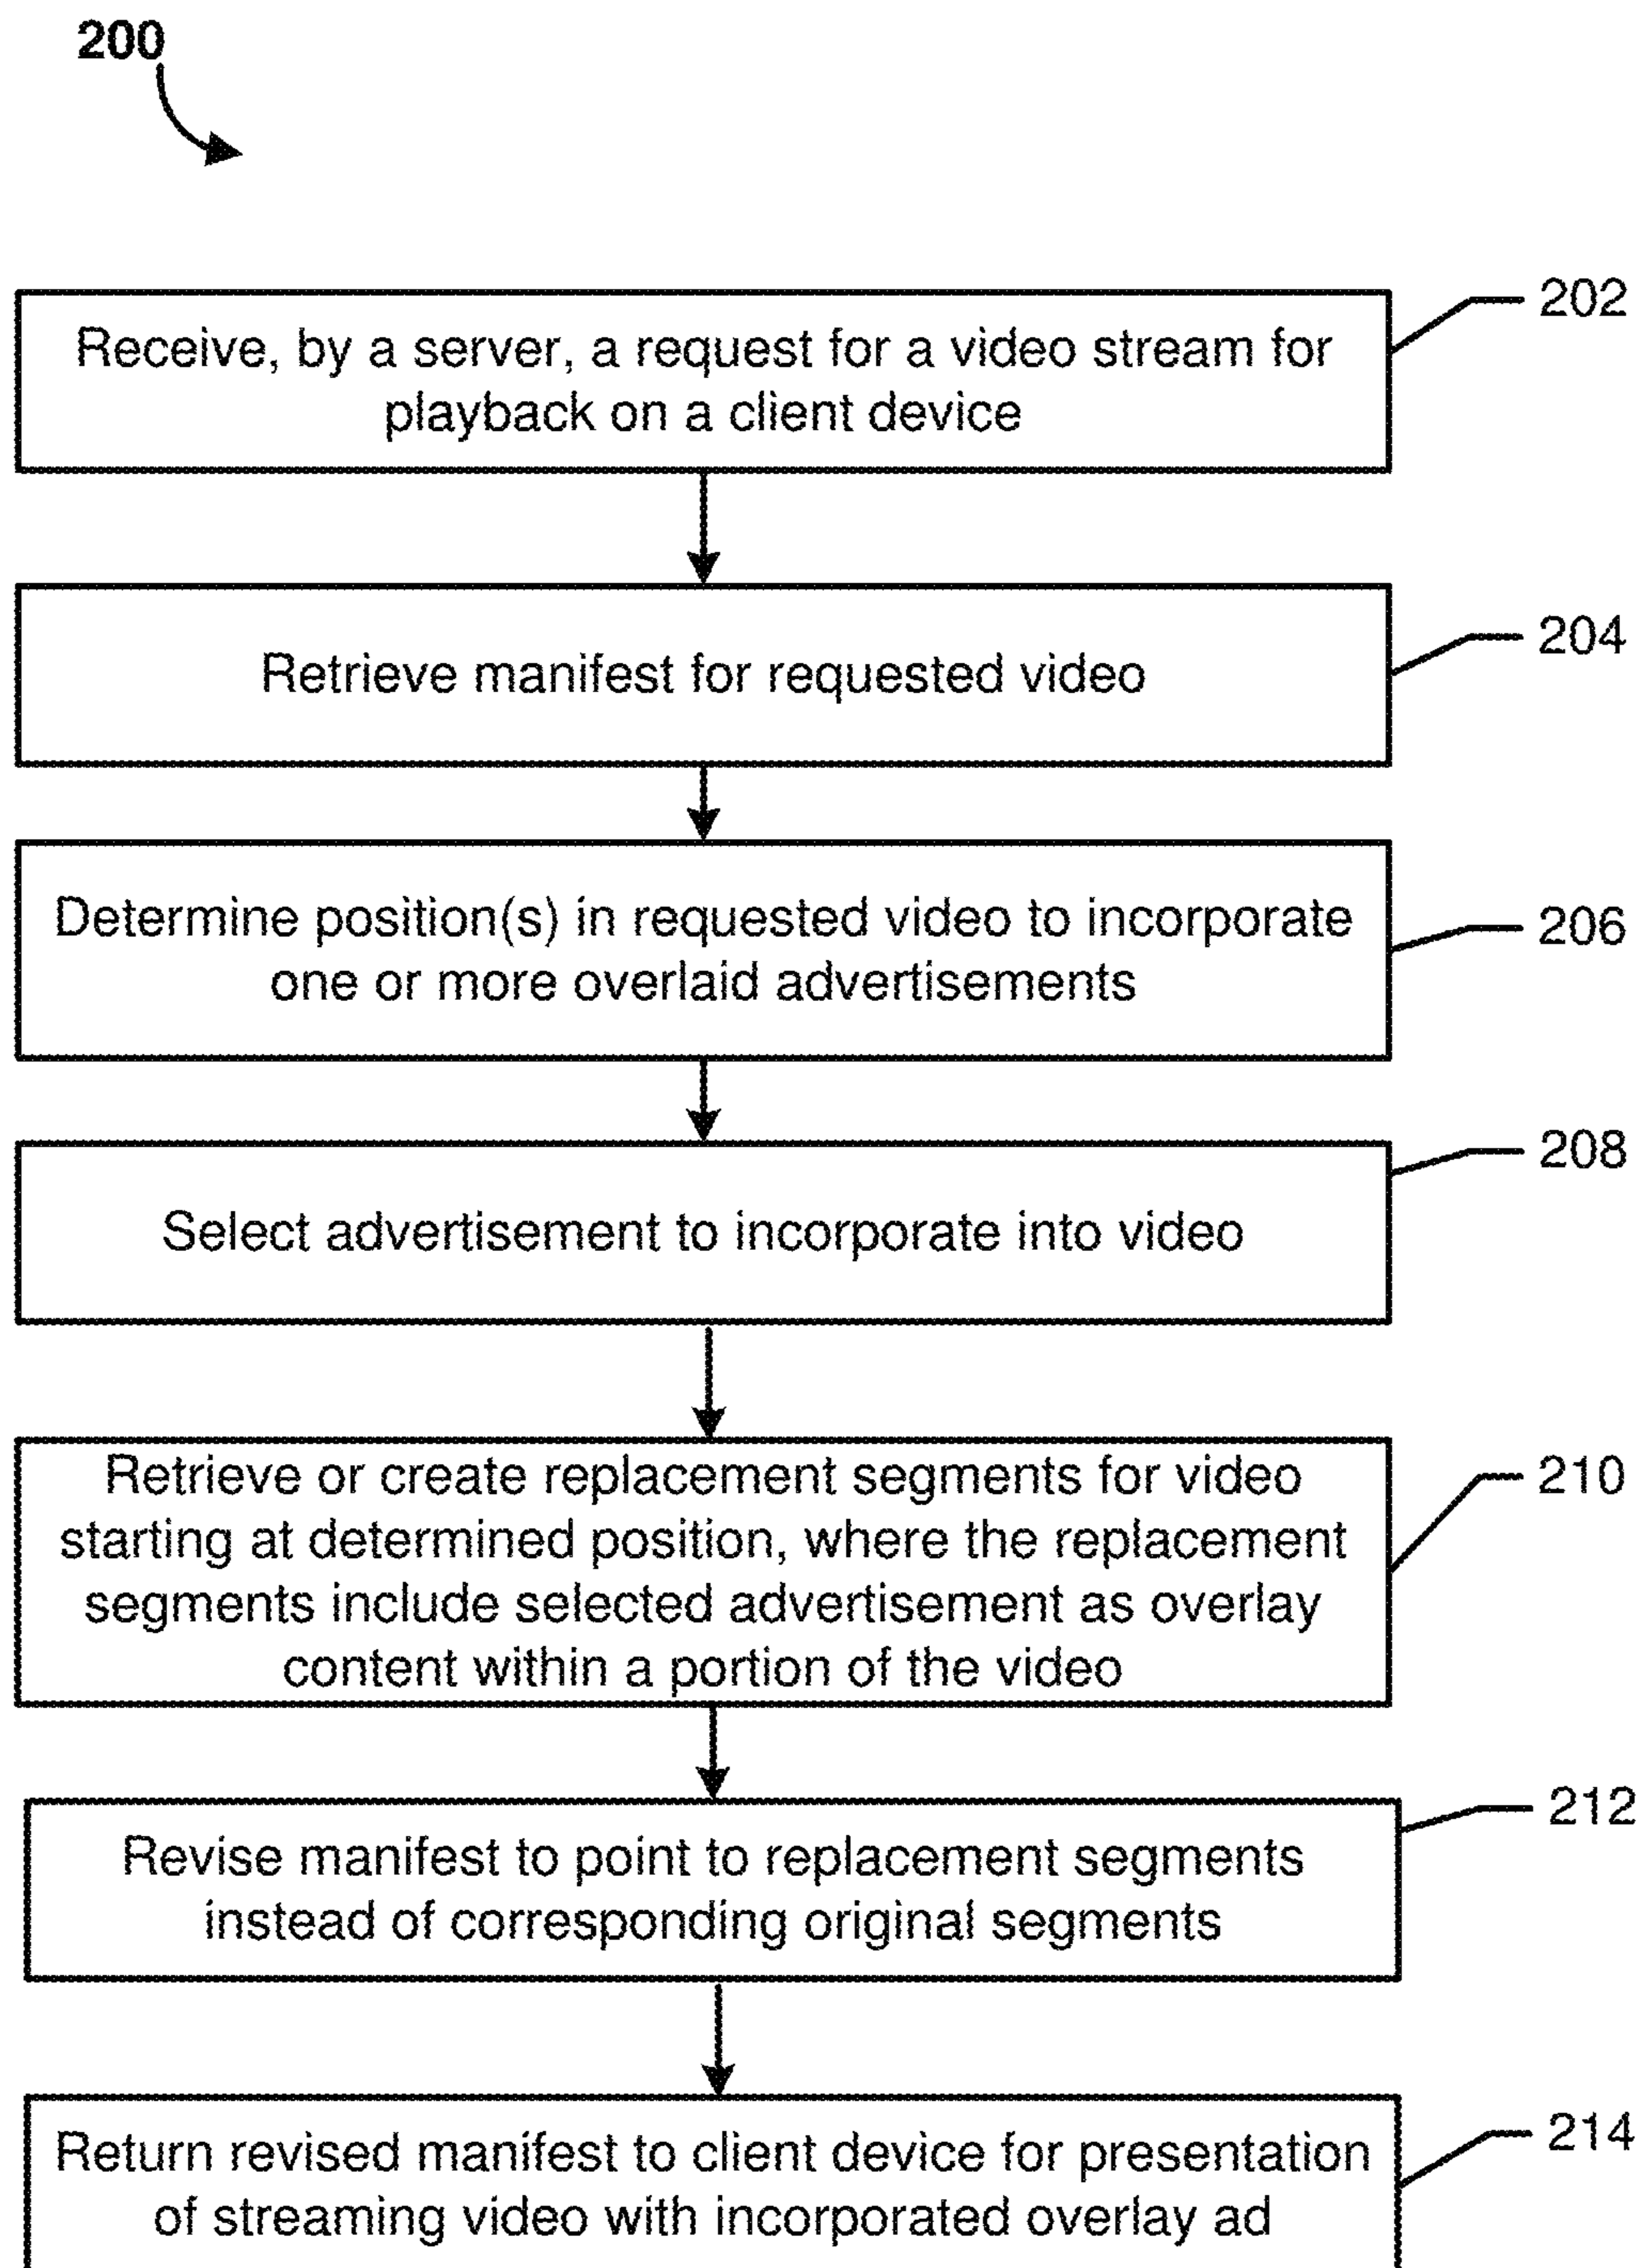 200
Receive, by a server, a request for a video stream for
playback on a client device
202
Retrieve manifest for requested video
204
Determine position(s) in requested video to incorporate
one or more overlaid advertisements
206
Select advertisement to incorporate into video
208
Retrieve or create replacement segments for video
starting at determined position, where the replacement
segments include selected advertisement as overlay
content within a portion of the video
210
Revise manifest to point to replacement segments
instead of corresponding original segments
212
Return revised manifest to client device for presentation
of streaming video with incorporated overlay ad
214